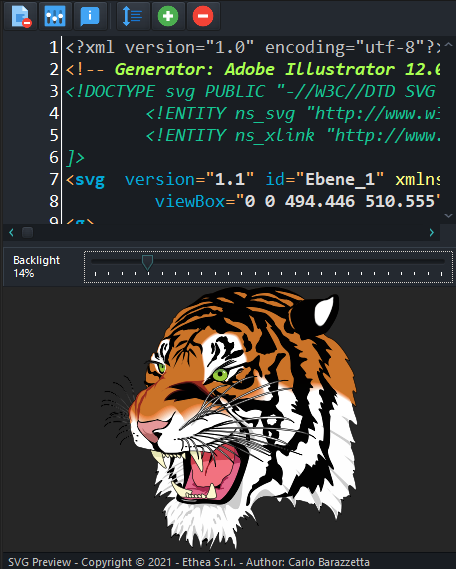 1 <?xml version="1.0" encoding="utf-8"?>
2 <!-- Generator: Adobe Illustrator 12.0
3 <!DOCTYPE svg PUBLIC "-//W3C//DTD SVG
4 <!ENTITY ns_svg "http://www.w3
5 <!ENTITY ns_xlink "http://www.
6 ]>
7 <svg version="1.1" id="Ebene_1" xmlns
8 viewBox="0 0 494.446 510.555"
9 <g>
Backlight
14%
SVG Preview - Copyright © 2021 - Ethea S.r.l. - Author: Carlo Barazzetta